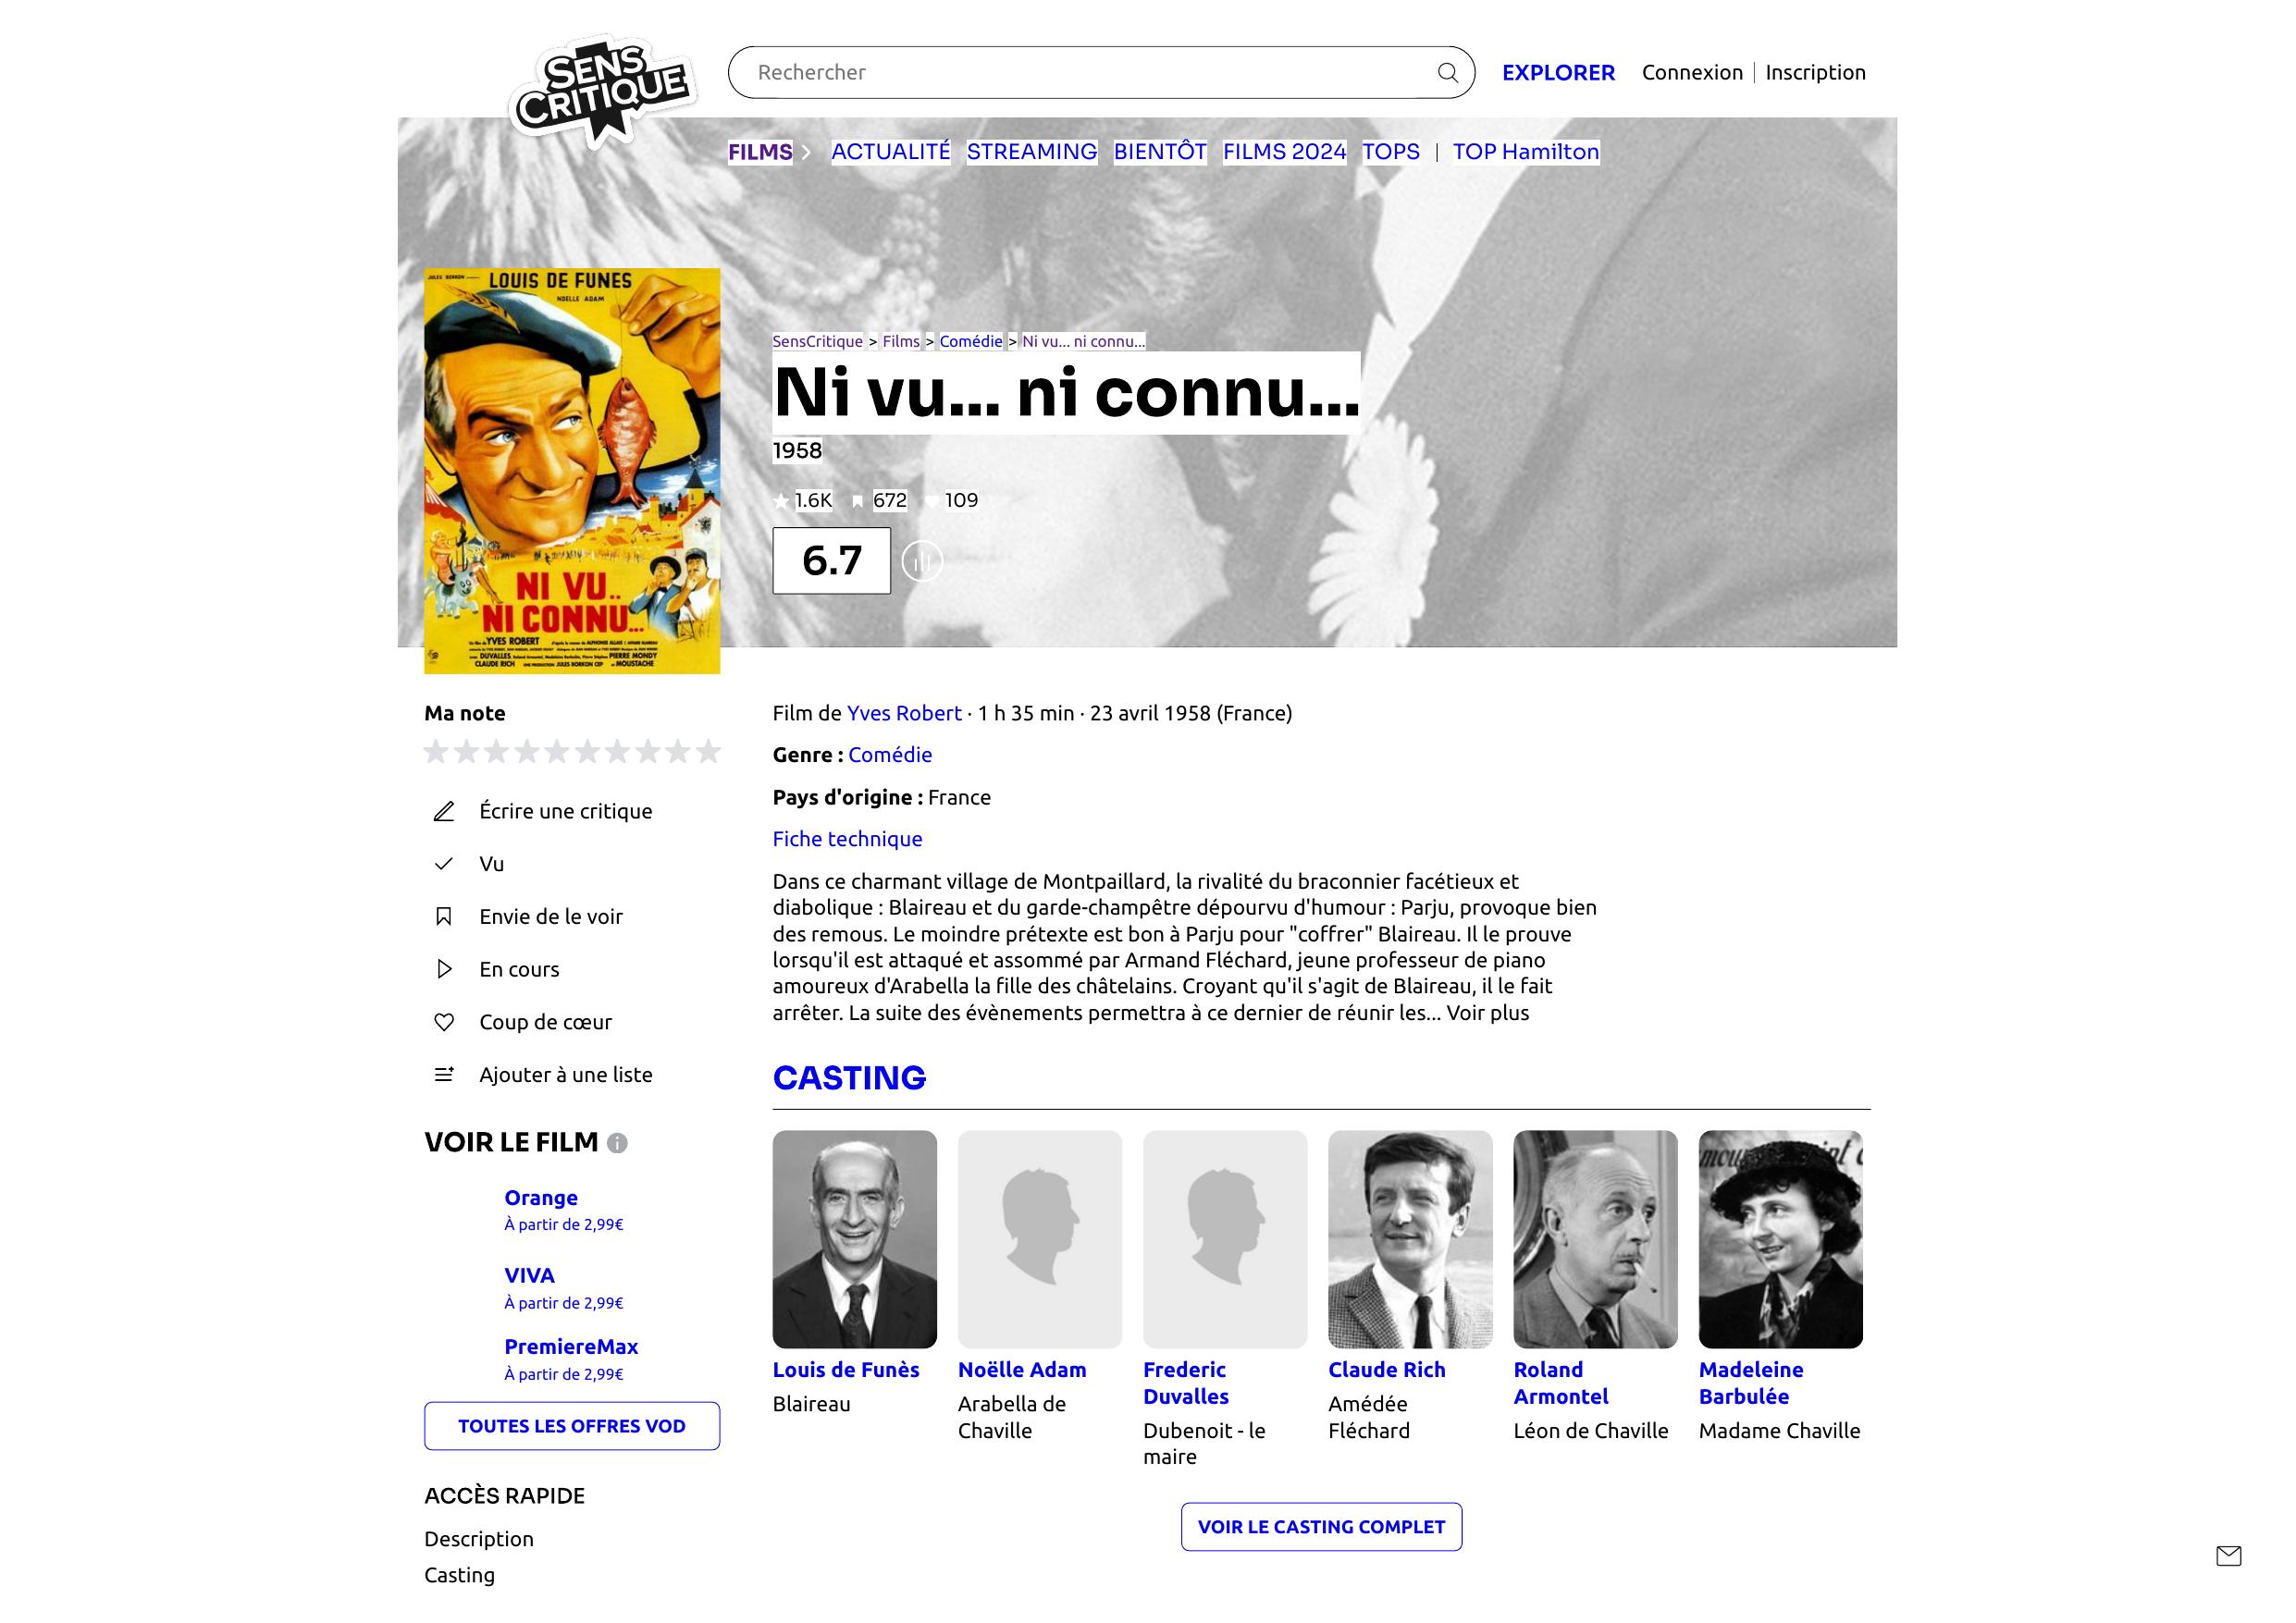 SENS
CRITIQUE
Rechercher
EXPLORER
Connexion | Inscription
FILMS ACTUALITÉ STREAMING BIENTÔT FILMS 2024 TOPS | TOP Hamilton
LOUIS DE FUNES
NOELLE ADAM
NI VU..
NI CONNU...
YVES ROBERT
DUVALLES
PIERRE MONDY
CLAUDE RICH
UNE PRODUCTION JULES BORKON CEP
MOUSTACHE
SensCritique > Films > Comédie > Ni vu... ni connu...
Ni vu... ni connu...
1958
1.6K 672 109
6.7
Ma note
Écrire une critique
Vu
Envie de le voir
En cours
Coup de cœur
Ajouter à une liste
VOIR LE FILM
Orange
À partir de 2,99€
VIVA
À partir de 2,99€
PremiereMax
À partir de 2,99€
TOUTES LES OFFRES VOD
ACCÈS RAPIDE
Description
Casting
Film de Yves Robert · 1 h 35 min · 23 avril 1958 (France)
Genre : Comédie
Pays d'origine : France
Fiche technique
Dans ce charmant village de Montpaillard, la rivalité du braconnier facétieux et
diabolique : Blaireau et du garde-champêtre dépourvu d'humour : Parju, provoque bien
des remous. Le moindre prétexte est bon à Parju pour "coffrer" Blaireau. Il le prouve
lorsqu'il est attaqué et assommé par Armand Fléchard, jeune professeur de piano
amoureux d'Arabella la fille des châtelains. Croyant qu'il s'agit de Blaireau, il le fait
arrêter. La suite des évènements permettra à ce dernier de réunir les... Voir plus
CASTING
Louis de Funès
Blaireau
Noëlle Adam
Arabella de
Chaville
Frederic
Duvalles
Dubenoit - le
maire
Claude Rich
Amédée
Fléchard
Roland
Armontel
Léon de Chaville
Madeleine
Barbulée
Madame Chaville
VOIR LE CASTING COMPLET